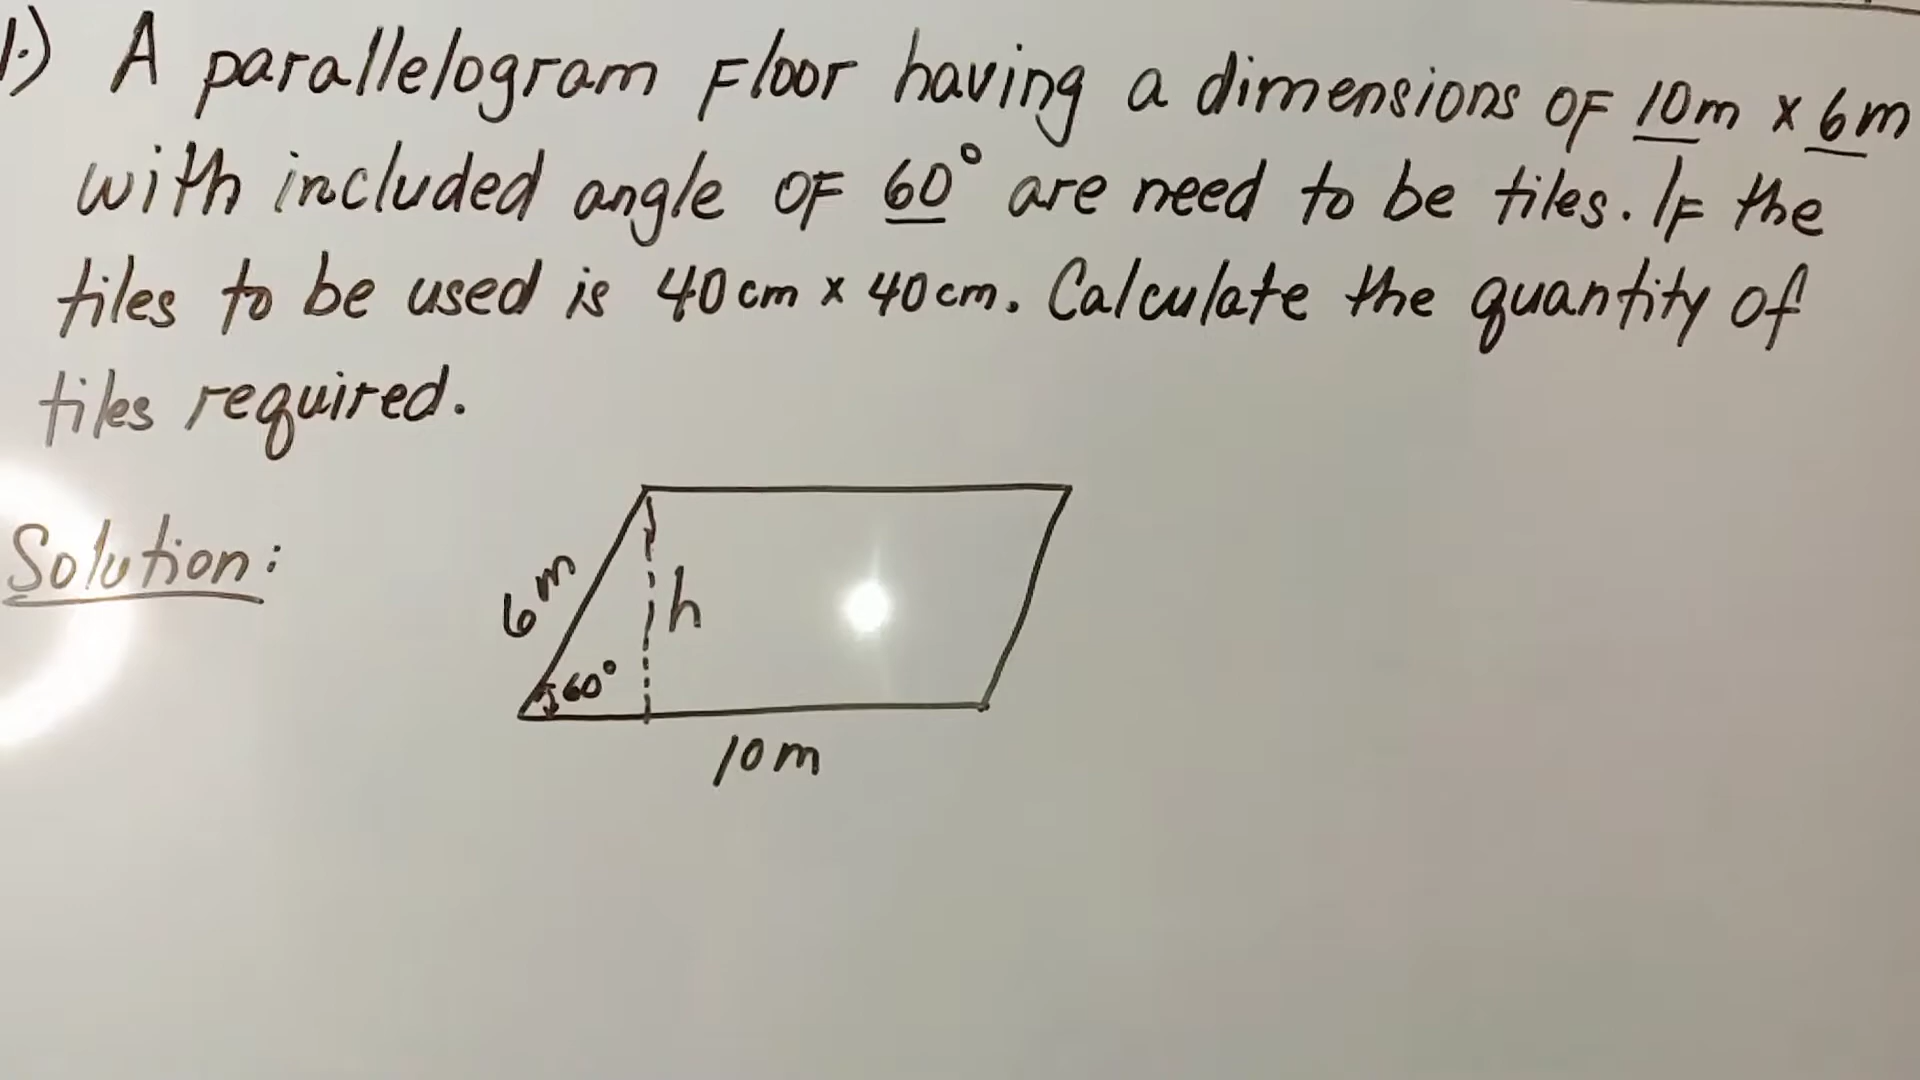 1.) A parallelogram Floor having a dimensions OF 10m x 6m
with included angle OF 60° are need to be tiles. IF the
tiles to be used is 40cm x 40cm. Calculate the quantity of
tiles required.
Solution:
6m
h
60°
10m